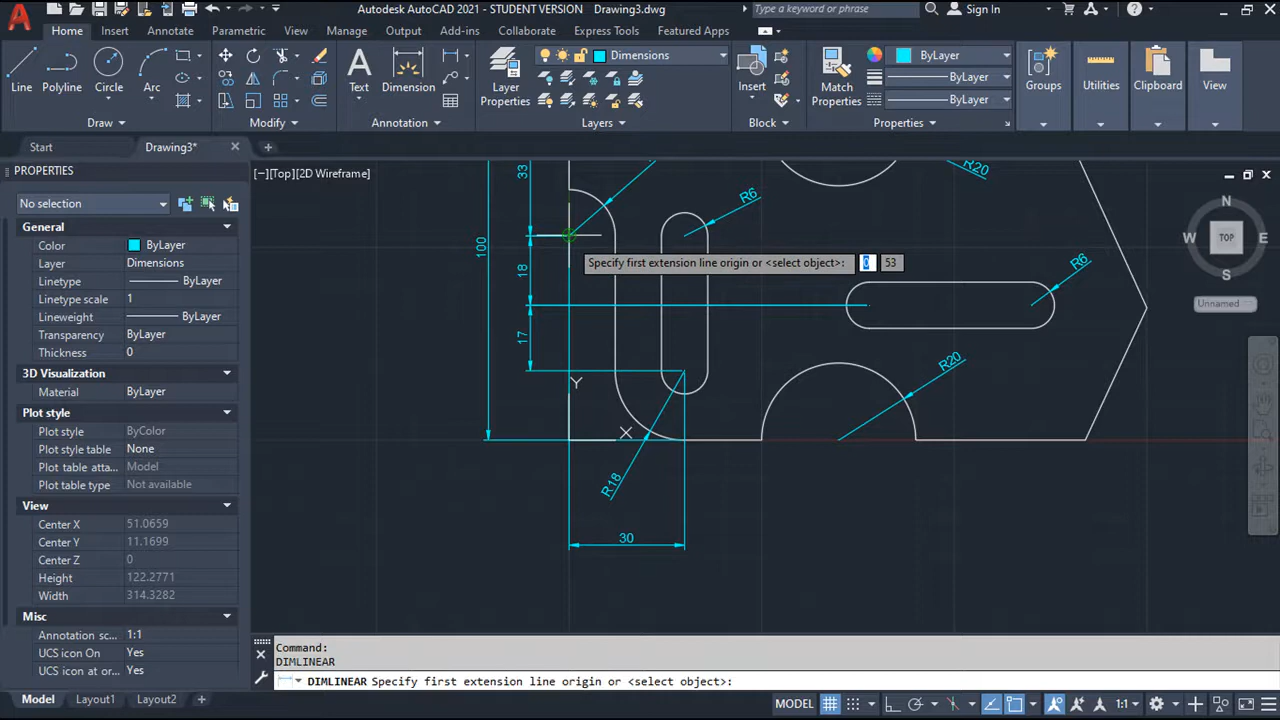 Autodesk AutoCAD 2021 - STUDENT VERSION Drawing3.dwg
Type a keyword or phrase
Sign In
Home Insert Annotate Parametric View Manage Output Add-ins Collaborate Express Tools Featured Apps
Line Polyline Circle Arc
Text Dimension
Layer Properties
Dimensions
Insert
Match Properties
ByLayer
ByLayer
ByLayer
Groups Utilities Clipboard View
Draw Modify Annotation Layers Block Properties
Start Drawing3*
PROPERTIES
No selection
General
Color ByLayer
Layer Dimensions
Linetype ByLayer
Linetype scale 1
Lineweight ByLayer
Transparency ByLayer
Thickness 0
3D Visualization
Material ByLayer
Plot style
Plot style ByColor
Plot style table None
Plot table atta... Model
Plot table type Not available
View
Center X 51.0659
Center Y 11.1699
Center Z 0
Height 122.2771
Width 314.3282
Misc
Annotation sc... 1:1
UCS icon On Yes
UCS icon at or... Yes
[−][Top][2D Wireframe]
33
R20
R6
100
18
Specify first extension line origin or <select object>: 0 53
R6
17
R20
Y
X
R18
30
N
W TOP E
S
Unnamed
Command:
DIMLINEAR
DIMLINEAR Specify first extension line origin or <select object>:
Model Layout1 Layout2
MODEL
1:1